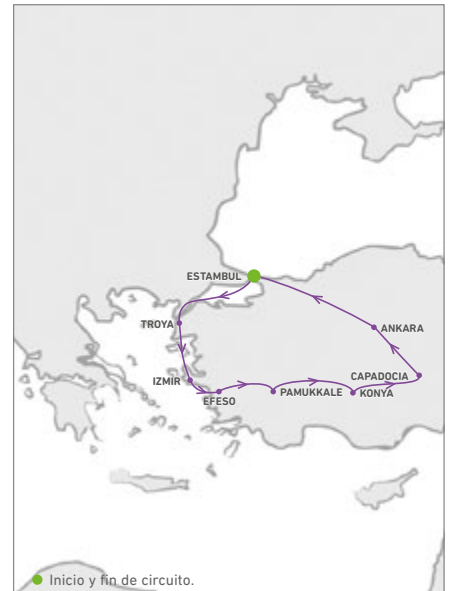 ESTAMBUL
TROYA
ANKARA
IZMIR
CAPADOCIA
EFESO
PAMUKKALE
KONYA
Inicio y fin de circuito.